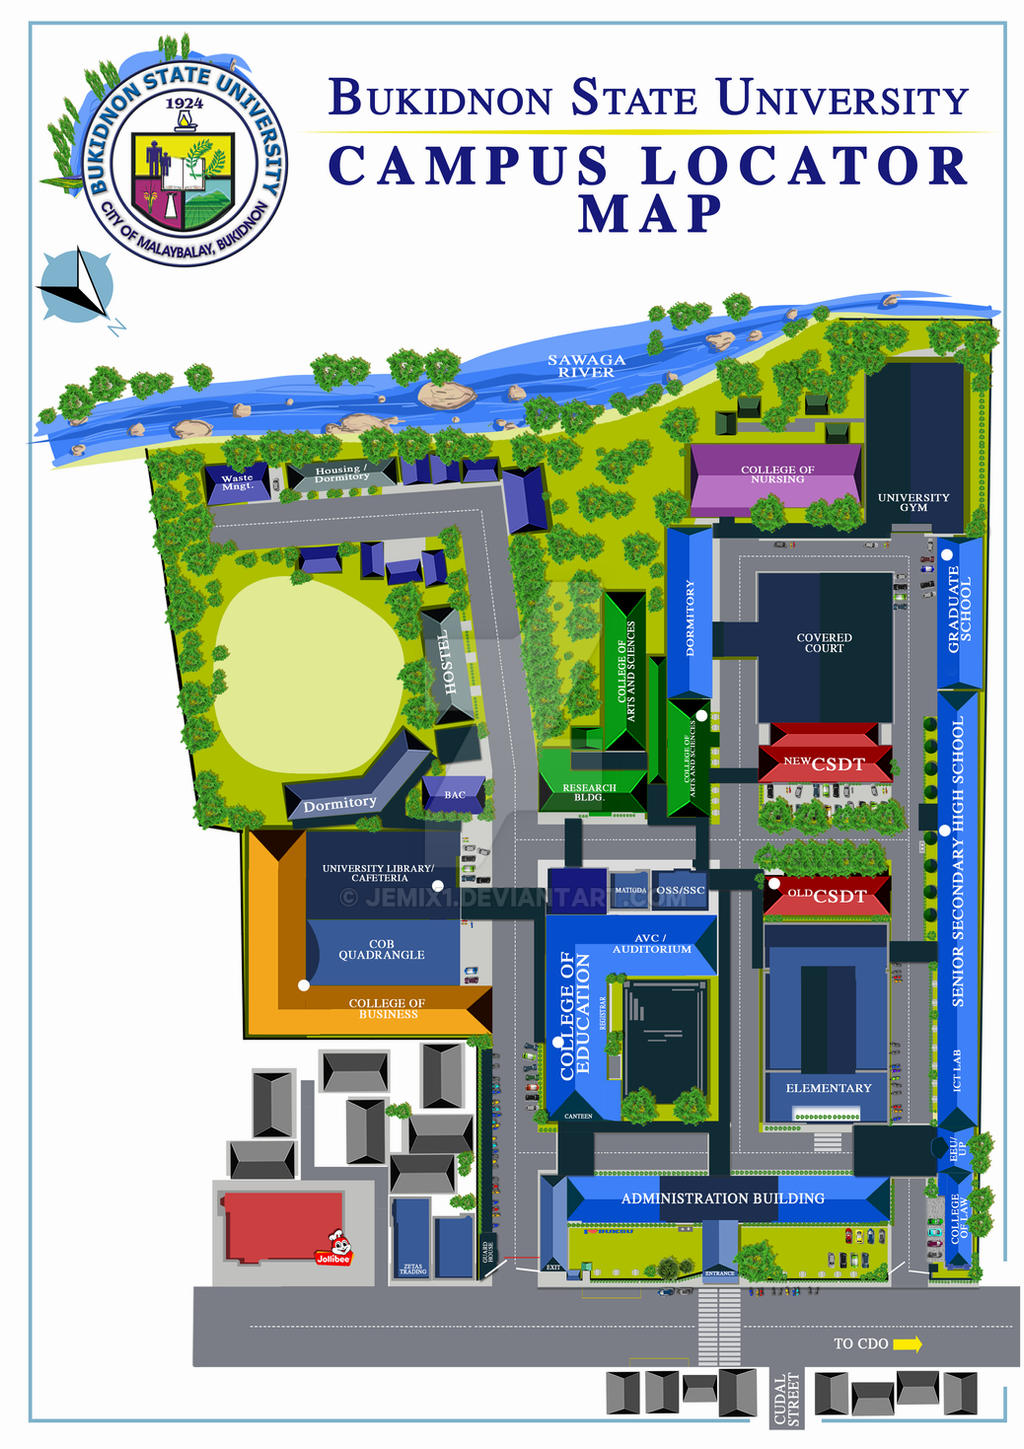 BUKIDNON STATE UNIVERSITY
1924
CITY OF MALAYBALAY, BUKIDNON
BUKIDNON STATE UNIVERSITY
CAMPUS LOCATOR
MAP
N
SAWAGA
RIVER
Waste
Mngt.
Housing /
Dormitory
COLLEGE OF
NURSING
UNIVERSITY
GYM
HOSTEL
COLLEGE OF
ARTS AND SCIENCES
DORMITORY
COVERED
COURT
GRADUATE
SCHOOL
COLLEGE OF
ARTS AND SCIENCES
NEW CSDT
RESEARCH
BLDG.
Dormitory
BAC
SENIOR SECONDARY HIGH SCHOOL
UNIVERSITY LIBRARY/
CAFETERIA
© JEMIX1.DEVIANTART.COM
MATIGDA
OSS/SSC
OLD CSDT
COB
QUADRANGLE
AVC /
AUDITORIUM
COLLEGE OF
EDUCATION
REGISTRAR
COLLEGE OF
BUSINESS
ICT LAB
ELEMENTARY
CANTEEN
EEU/
UP
ADMINISTRATION BUILDING
COLLEGE
OF LAW
I BUKSU
Jollibee
ZETAS
TRADING
GUARD
HOUSE
EXIT
ENTRANCE
TO CDO
CUDAL
STREET